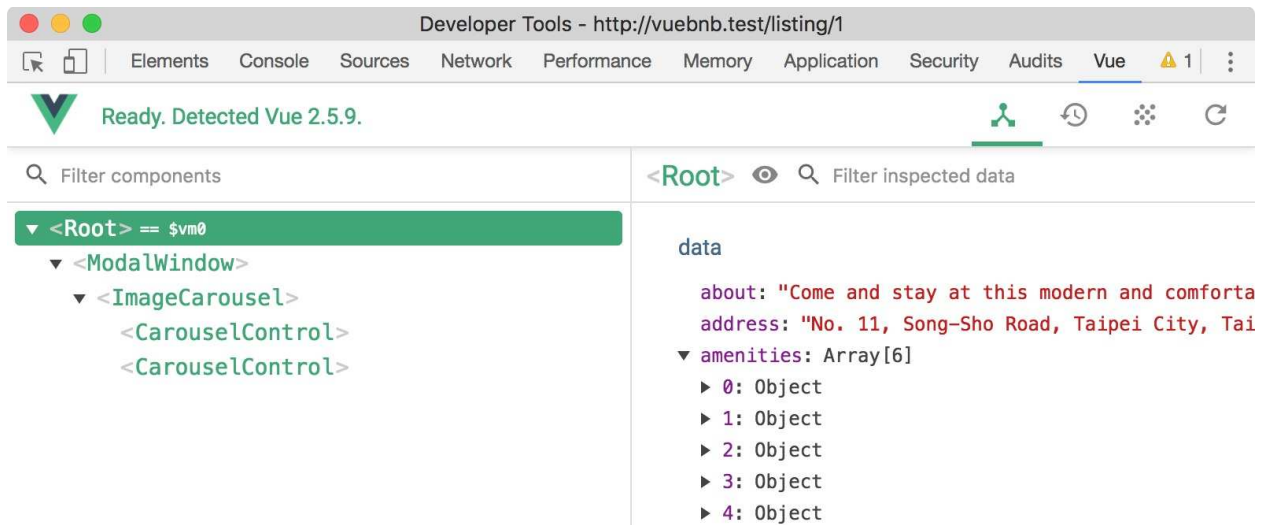 Developer Tools - http://vuebnb.test/listing/1
Elements Console Sources Network Performance Memory Application Security Audits Vue 1
Ready. Detected Vue 2.5.9.
Filter components
<Root> Filter inspected data
▼ <Root> == $vm0
▼ <ModalWindow>
▼ <ImageCarousel>
<CarouselControl>
<CarouselControl>
data
about: "Come and stay at this modern and comforta
address: "No. 11, Song-Sho Road, Taipei City, Tai
▼ amenities: Array[6]
▶ 0: Object
▶ 1: Object
▶ 2: Object
▶ 3: Object
▶ 4: Object